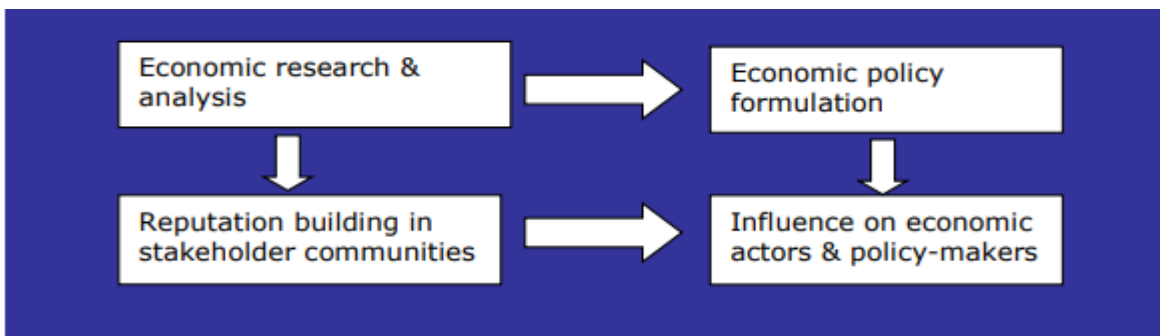 Economic research &
analysis
Economic policy
formulation
Reputation building in
stakeholder communities
Influence on economic
actors & policy-makers